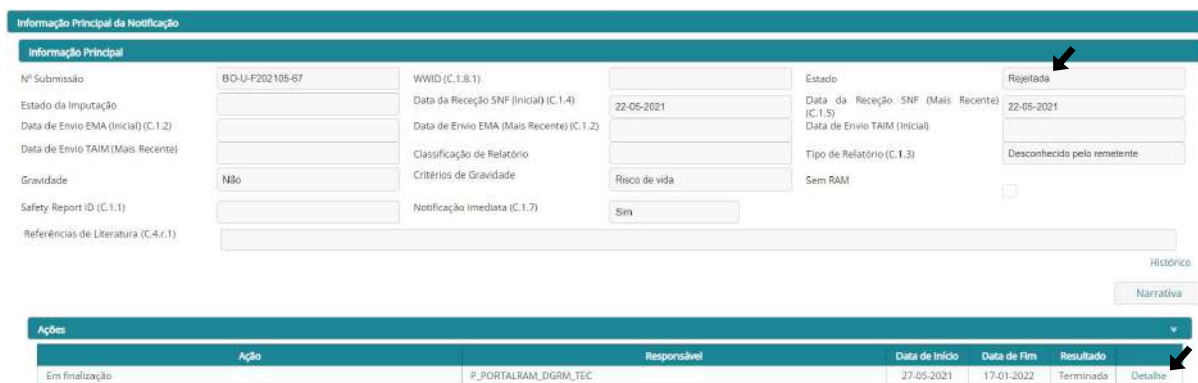 Informação Principal da Notificação
Informação Principal
Nº Submissão BO-U-F202105-67 WWID (C.1.8.1) Estado Rejeitada
Estado da Imputação Data da Receção SNF (Inicial) (C.1.4) 22-05-2021 Data da Receção SNF (Mais Recente) (C.1.5) 22-05-2021
Data de Envio EMA (Inicial) (C.1.2) Data de Envio EMA (Mais Recente) (C.1.2) Data de Envio TAIM (Inicial)
Data de Envio TAIM (Mais Recente) Classificação de Relatório Tipo de Relatório (C.1.3) Desconhecido pelo remetente
Gravidade Não Critérios de Gravidade Risco de vida Sem RAM
Safety Report ID (C.1.1) Notificação Imediata (C.1.7) Sim
Referências de Literatura (C.4.r.1)
Histórico
Narrativa
Ações
Ação Responsável Data de Início Data de Fim Resultado
Em finalização P_PORTALRAM_DGRM_TEC 27-05-2021 17-01-2022 Terminada Detalhe